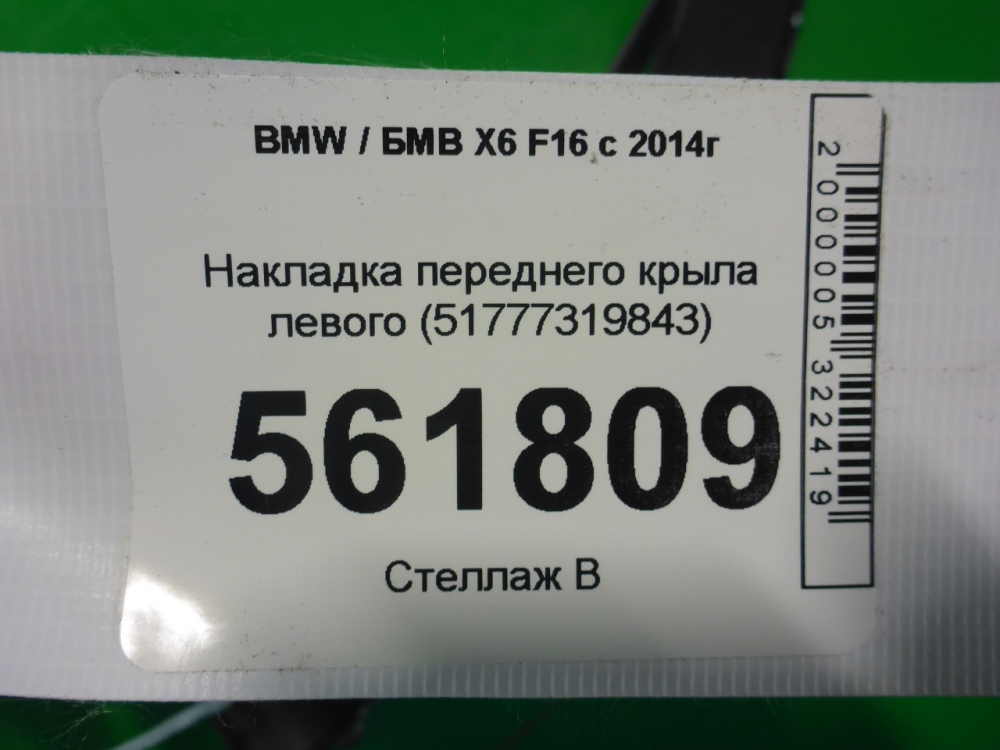 BMW / БМВ X6 F16 с 2014г
Накладка переднего крыла
левого (51777319843)
561809
Стеллаж В
2000005322419